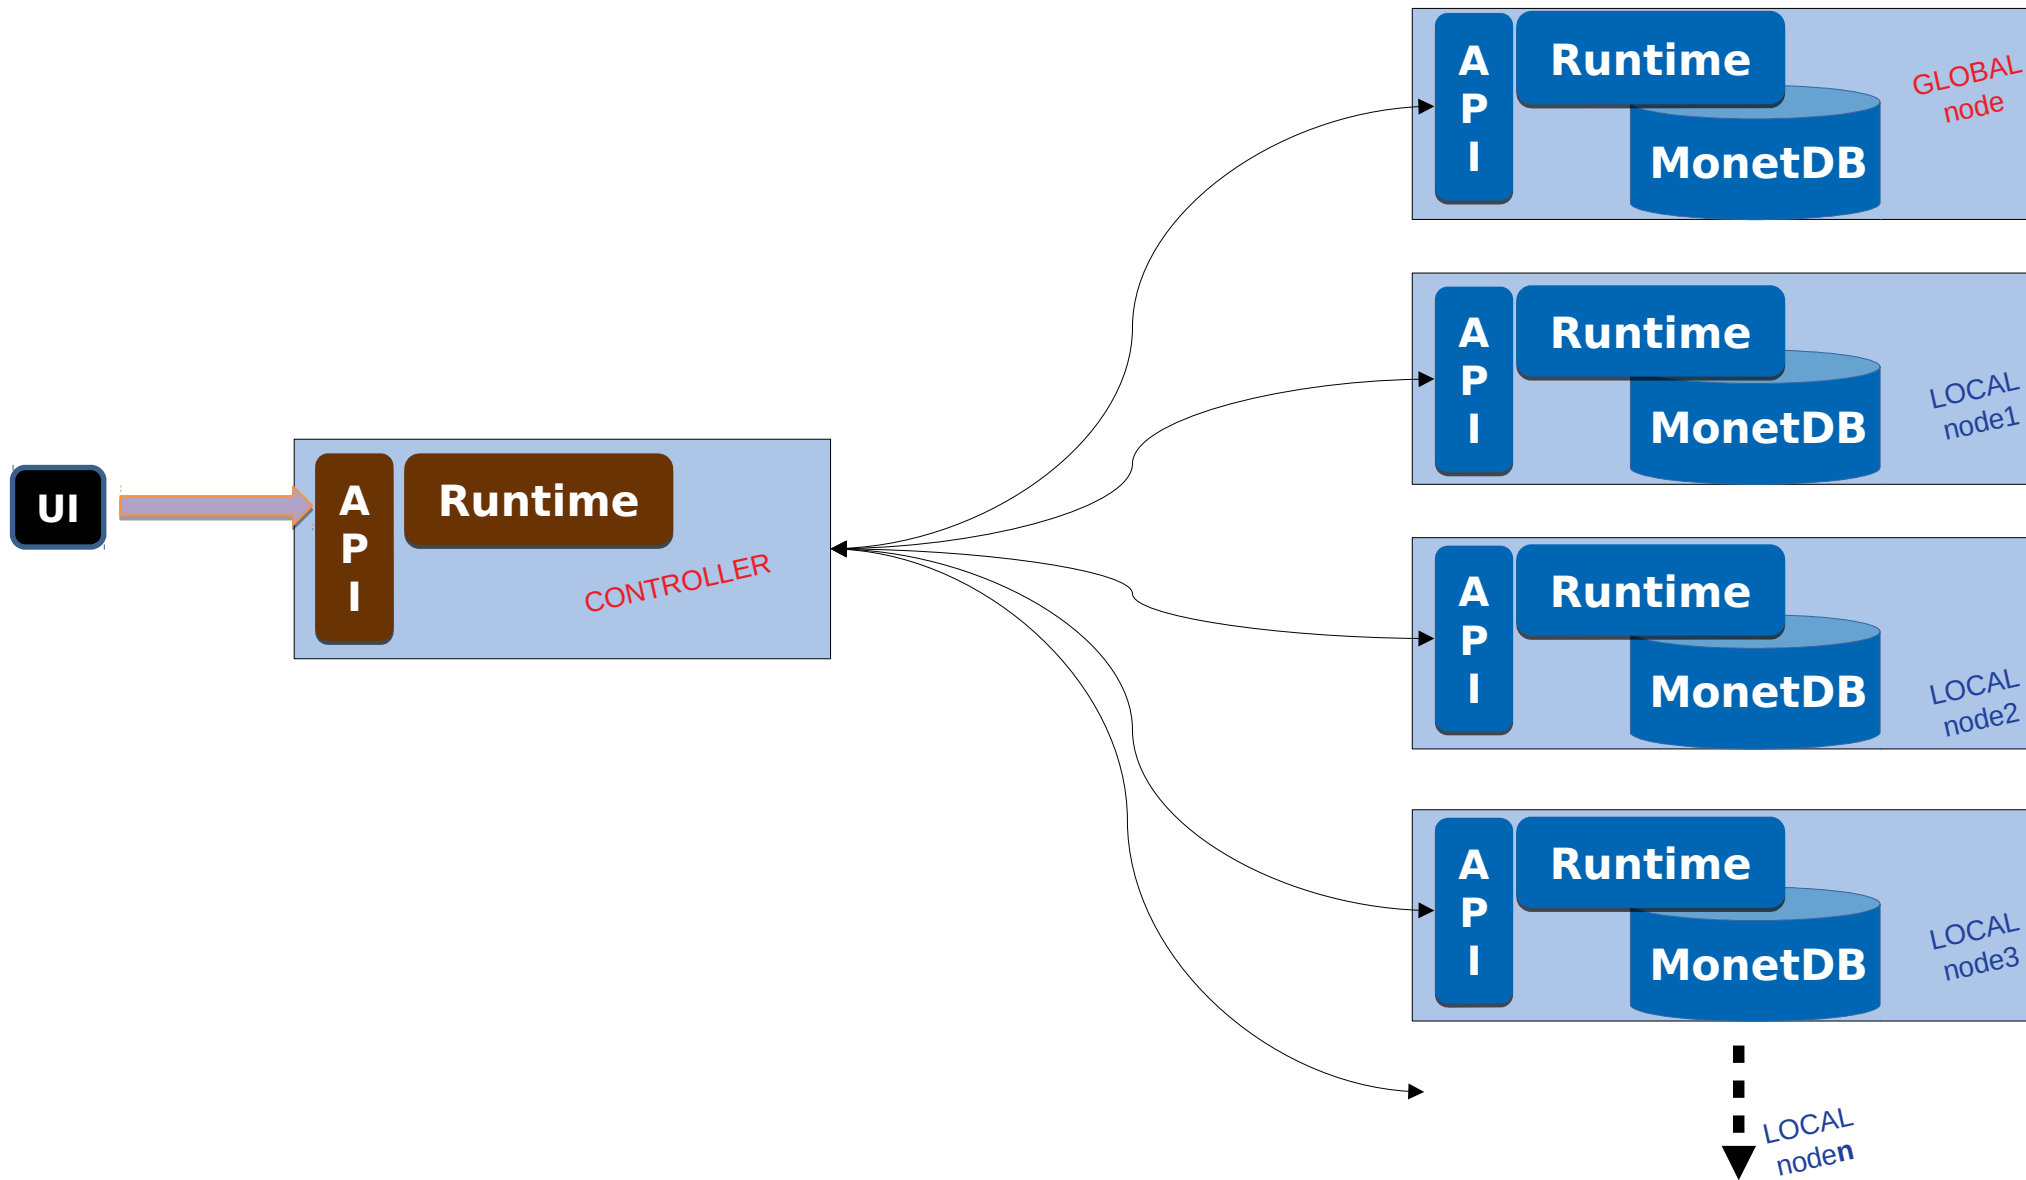 UI
A
P
I
Runtime
CONTROLLER
A
P
I
Runtime
MonetDB
GLOBAL
node
A
P
I
Runtime
MonetDB
LOCAL
node1
A
P
I
Runtime
MonetDB
LOCAL
node2
A
P
I
Runtime
MonetDB
LOCAL
node3
LOCAL
noden